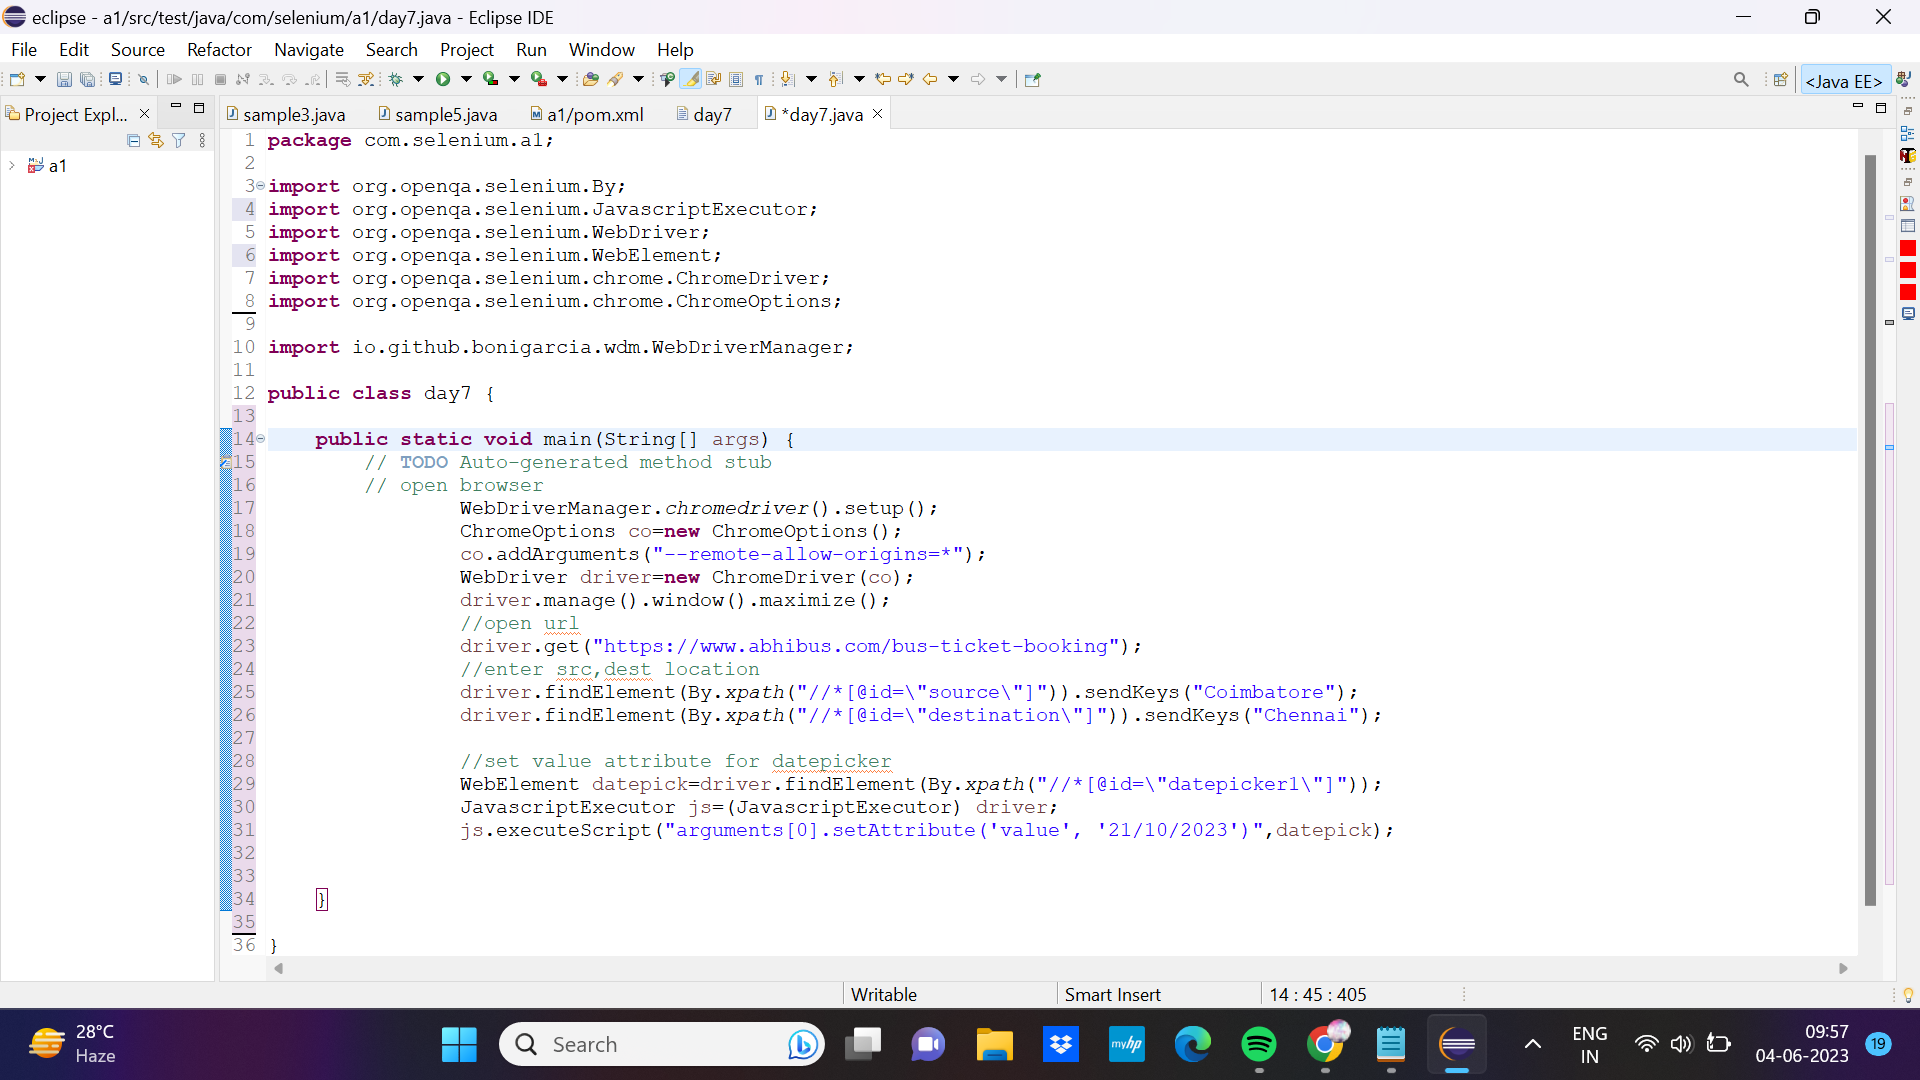 eclipse - a1/src/test/java/com/selenium/a1/day7.java - Eclipse IDE
File Edit Source Refactor Navigate Search Project Run Window Help
<Java EE>
Project Expl...
sample3.java sample5.java a1/pom.xml day7 *day7.java
a1
1 package com.selenium.a1;
2
3 import org.openqa.selenium.By;
4 import org.openqa.selenium.JavascriptExecutor;
5 import org.openqa.selenium.WebDriver;
6 import org.openqa.selenium.WebElement;
7 import org.openqa.selenium.chrome.ChromeDriver;
8 import org.openqa.selenium.chrome.ChromeOptions;
9
10 import io.github.bonigarcia.wdm.WebDriverManager;
11
12 public class day7 {
13
14 public static void main(String[] args) {
15 // TODO Auto-generated method stub
16 // open browser
17 WebDriverManager.chromedriver().setup();
18 ChromeOptions co=new ChromeOptions();
19 co.addArguments("--remote-allow-origins=*");
20 WebDriver driver=new ChromeDriver(co);
21 driver.manage().window().maximize();
22 //open url
23 driver.get("https://www.abhibus.com/bus-ticket-booking");
24 //enter src,dest location
25 driver.findElement(By.xpath("//*[@id=\"source\"]")).sendKeys("Coimbatore");
26 driver.findElement(By.xpath("//*[@id=\"destination\"]")).sendKeys("Chennai");
27
28 //set value attribute for datepicker
29 WebElement datepick=driver.findElement(By.xpath("//*[@id=\"datepicker1\"]"));
30 JavascriptExecutor js=(JavascriptExecutor) driver;
31 js.executeScript("arguments[0].setAttribute('value', '21/10/2023')",datepick);
32
33
34 }
35
36 }
Writable Smart Insert 14 : 45 : 405
28°C
Haze
Search
myhp
ENG
IN
09:57
04-06-2023
19